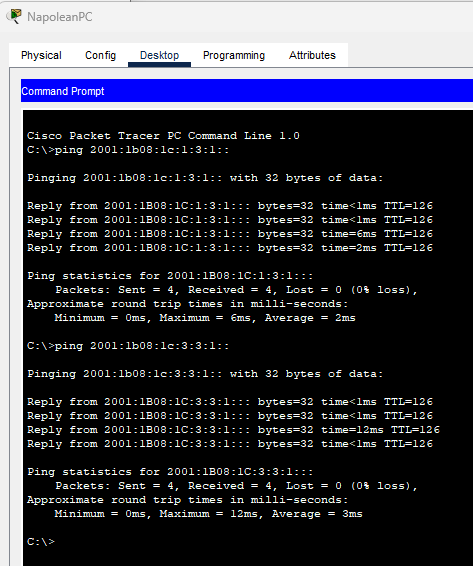 NapoleanPC
Physical Config Desktop Programming Attributes
Command Prompt
Cisco Packet Tracer PC Command Line 1.0
C:\>ping 2001:1b08:1c:1:3:1::
Pinging 2001:1b08:1c:1:3:1:: with 32 bytes of data:
Reply from 2001:1B08:1C:1:3:1::: bytes=32 time<1ms TTL=126
Reply from 2001:1B08:1C:1:3:1::: bytes=32 time<1ms TTL=126
Reply from 2001:1B08:1C:1:3:1::: bytes=32 time=6ms TTL=126
Reply from 2001:1B08:1C:1:3:1::: bytes=32 time=2ms TTL=126
Ping statistics for 2001:1B08:1C:1:3:1:::
Packets: Sent = 4, Received = 4, Lost = 0 (0% loss),
Approximate round trip times in milli-seconds:
Minimum = 0ms, Maximum = 6ms, Average = 2ms
C:\>ping 2001:1b08:1c:3:3:1::
Pinging 2001:1b08:1c:3:3:1:: with 32 bytes of data:
Reply from 2001:1B08:1C:3:3:1::: bytes=32 time<1ms TTL=126
Reply from 2001:1B08:1C:3:3:1::: bytes=32 time<1ms TTL=126
Reply from 2001:1B08:1C:3:3:1::: bytes=32 time=12ms TTL=126
Reply from 2001:1B08:1C:3:3:1::: bytes=32 time<1ms TTL=126
Ping statistics for 2001:1B08:1C:3:3:1:::
Packets: Sent = 4, Received = 4, Lost = 0 (0% loss),
Approximate round trip times in milli-seconds:
Minimum = 0ms, Maximum = 12ms, Average = 3ms
C:\>